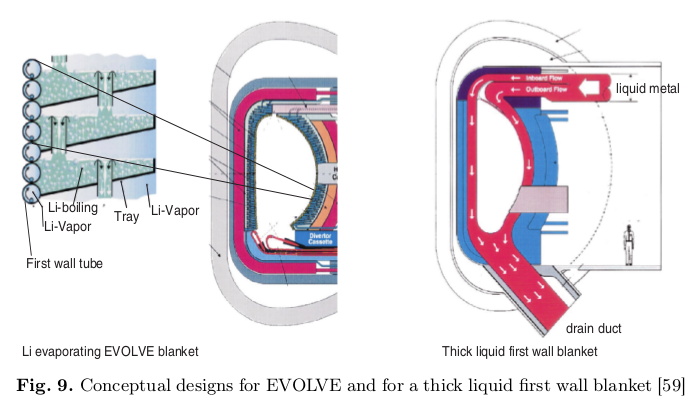 Inboard Flow
Outboard Flow
liquid metal
Li-boiling
Li-Vapor
Tray
Li-Vapor
First wall tube
Divertor
Cassette
drain duct
Li evaporating EVOLVE blanket
Thick liquid first wall blanket
Fig. 9. Conceptual designs for EVOLVE and for a thick liquid first wall blanket [59]